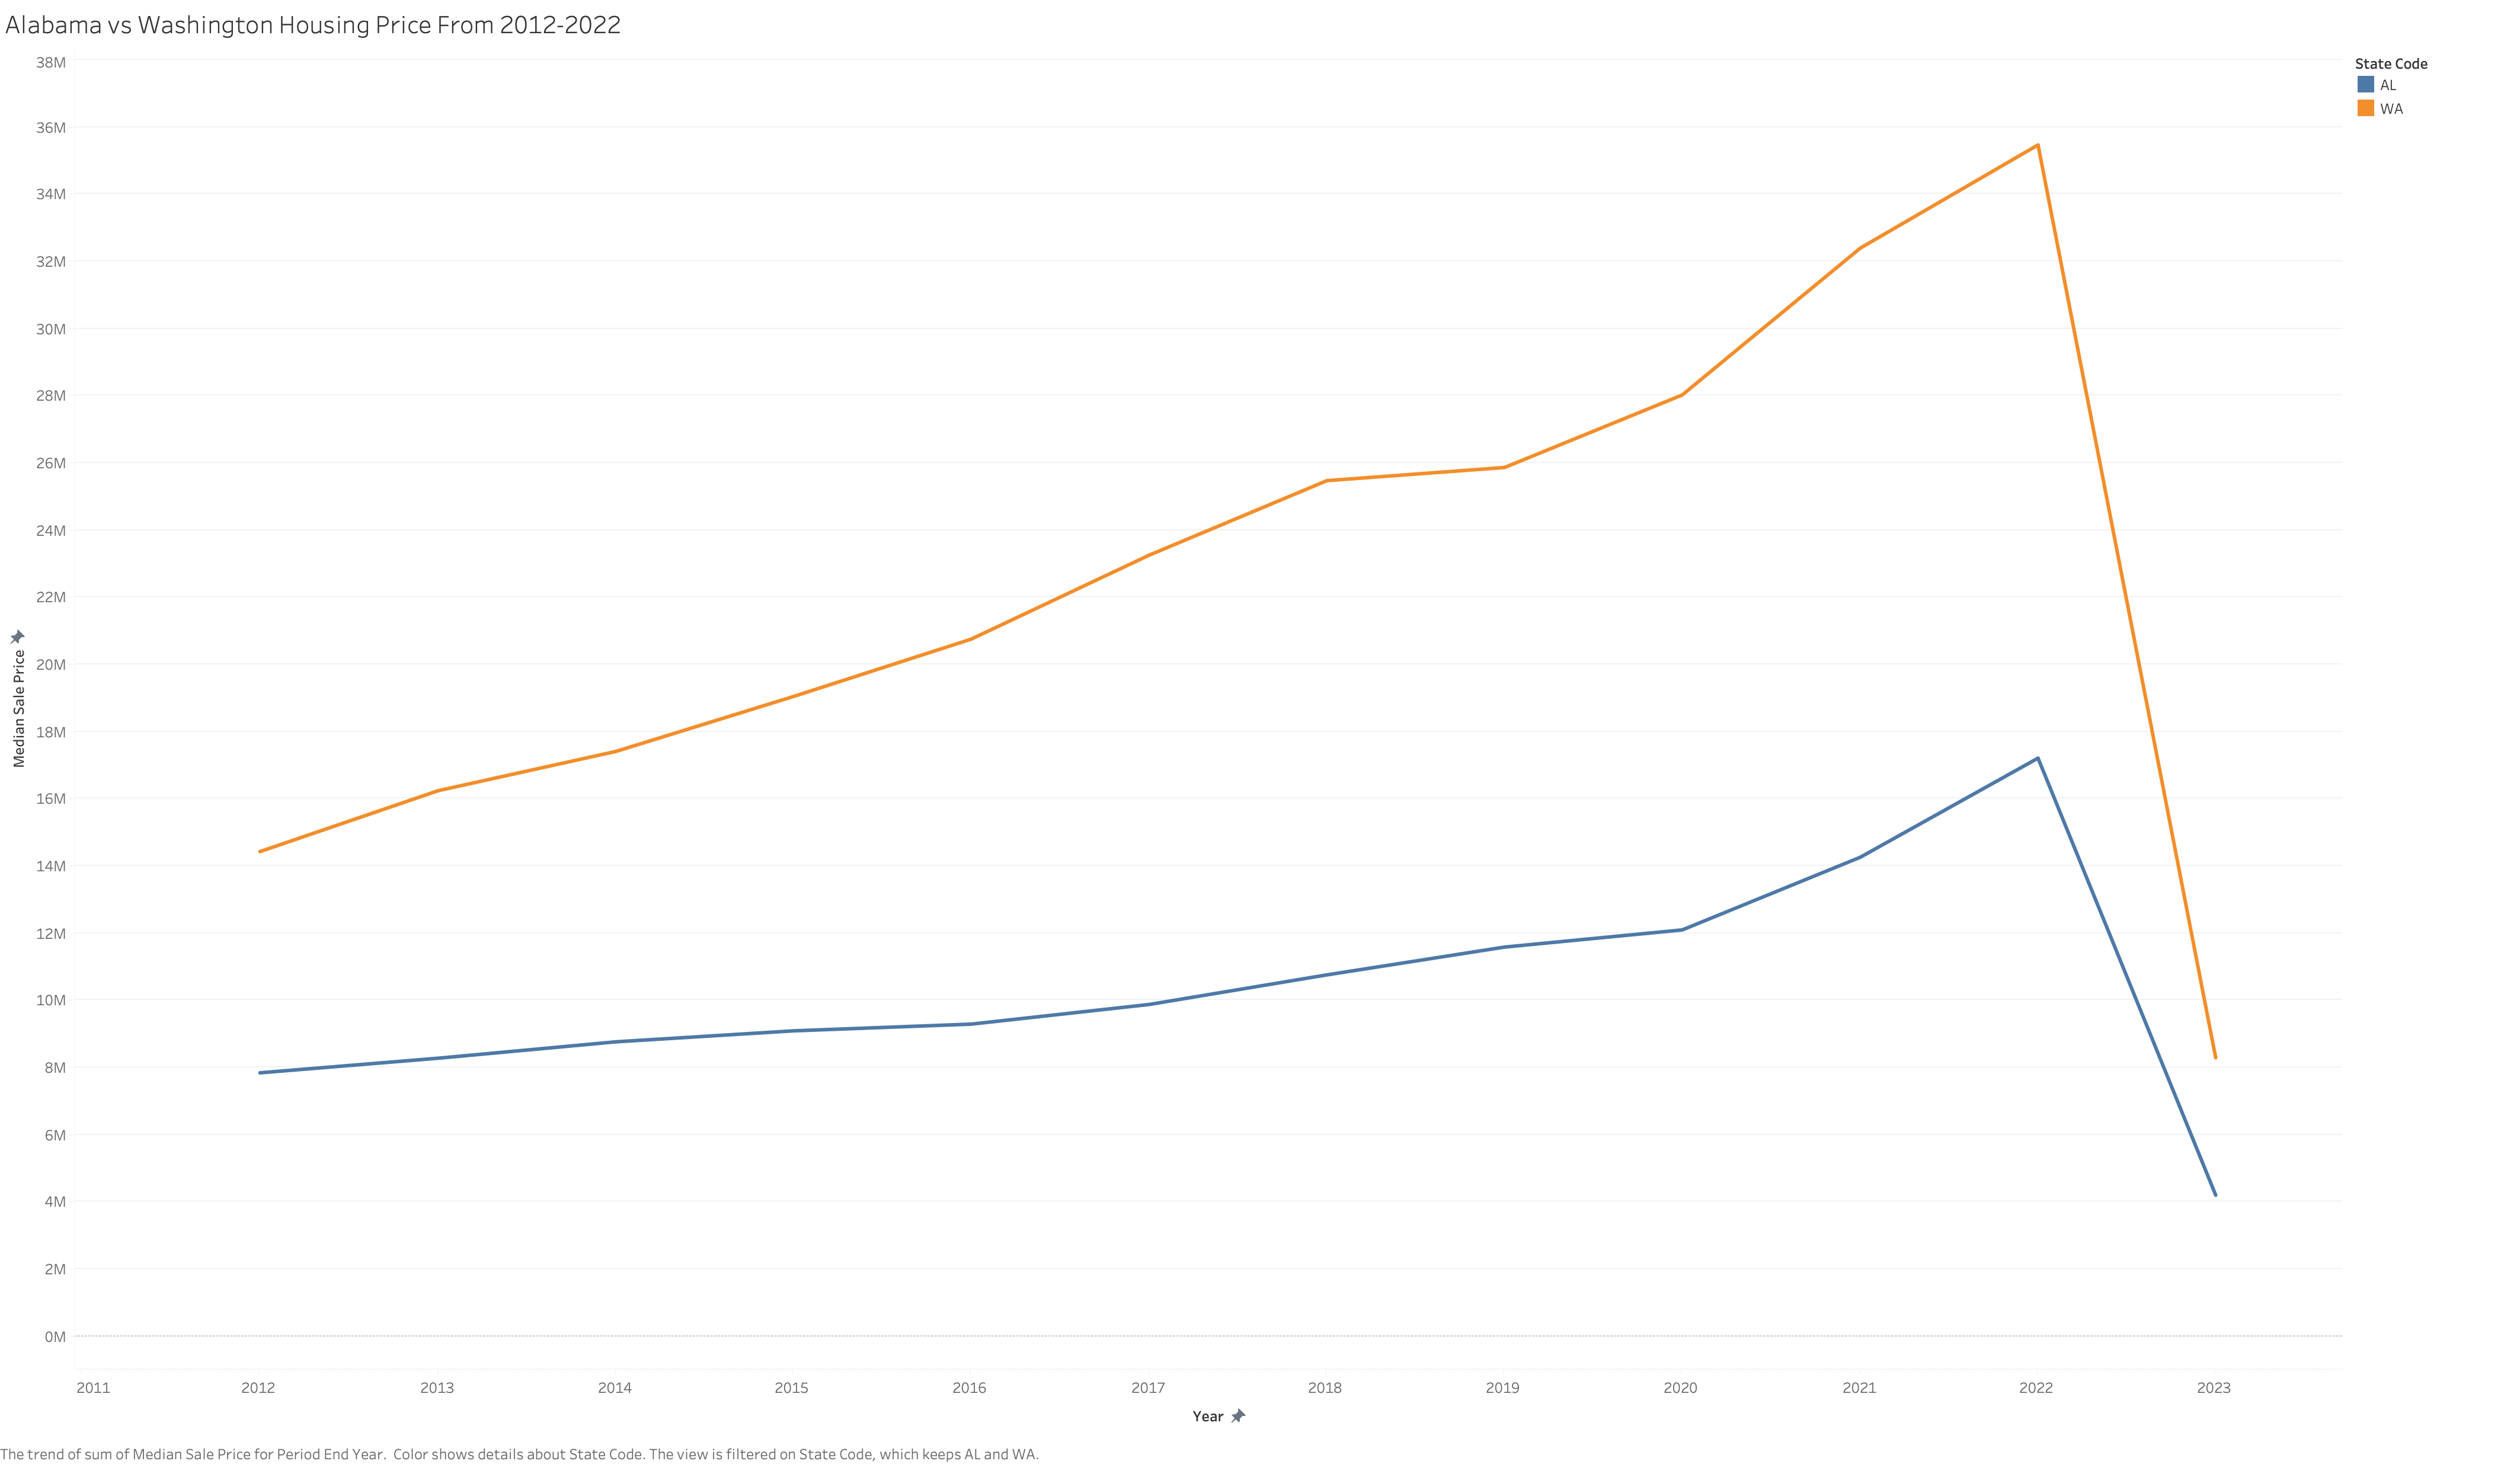 Alabama vs Washington Housing Price From 2012-2022
State Code
AL
WA
38M
36M
34M
32M
30M
28M
26M
24M
22M
20M
18M
16M
14M
12M
10M
8M
6M
4M
2M
0M
Median Sale Price
2011 2012 2013 2014 2015 2016 2017 2018 2019 2020 2021 2022 2023
Year
The trend of sum of Median Sale Price for Period End Year. Color shows details about State Code. The view is filtered on State Code, which keeps AL and WA.